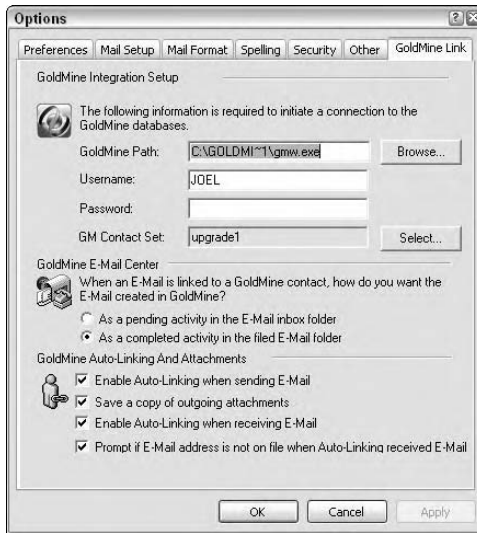 Options
Preferences Mail Setup Mail Format Spelling Security Other GoldMine Link
GoldMine Integration Setup
The following information is required to initiate a connection to the
GoldMine databases.
GoldMine Path: C:\GOLDMI~1\gmw.exe Browse...
Username: JOEL
Password:
GM Contact Set: upgrade1 Select...
GoldMine E-Mail Center
When an E-Mail is linked to a GoldMine contact, how do you want the
E-Mail created in GoldMine?
As a pending activity in the E-Mail inbox folder
As a completed activity in the filed E-Mail folder
GoldMine Auto-Linking And Attachments
Enable Auto-Linking when sending E-Mail
Save a copy of outgoing attachments
Enable Auto-Linking when receiving E-Mail
Prompt if E-Mail address is not on file when Auto-Linking received E-Mail
OK Cancel Apply